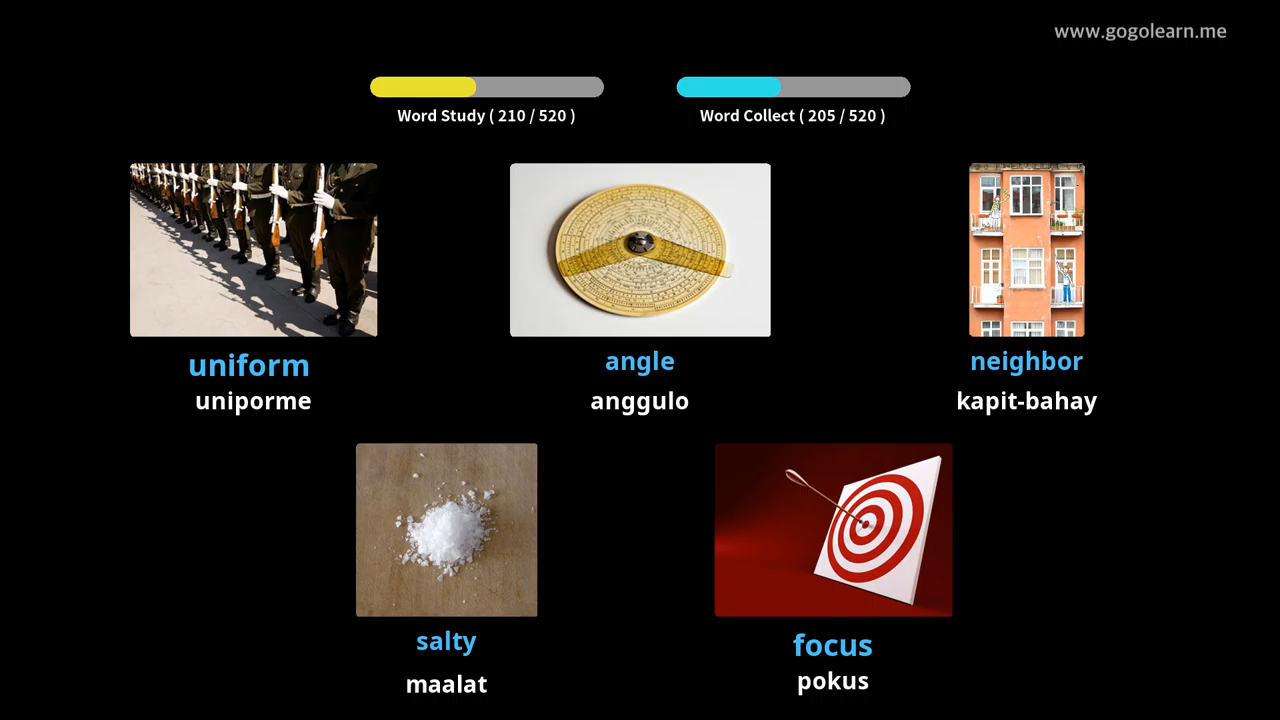 www.gogolearn.me
Word Study ( 210 / 520 )
Word Collect ( 205 / 520 )
uniform
uniporme
angle
anggulo
neighbor
kapit-bahay
salty
maalat
focus
pokus